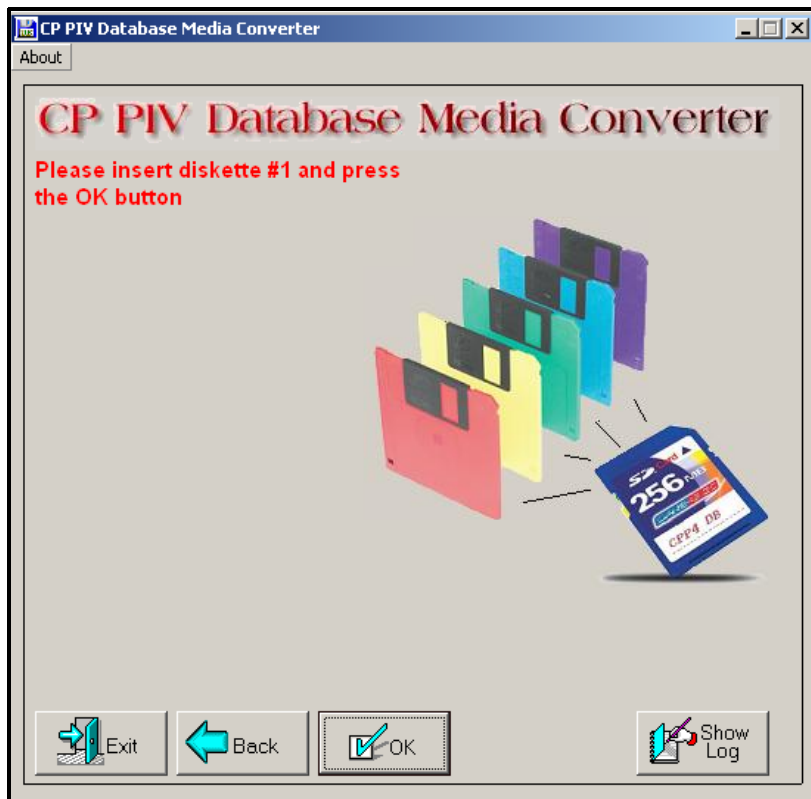 CP PIV Database Media Converter
About
CP PIV Database Media Converter
Please insert diskette #1 and press
the OK button
SD Card
256 MB
CPP4 DB
Exit
Back
OK
Show
Log